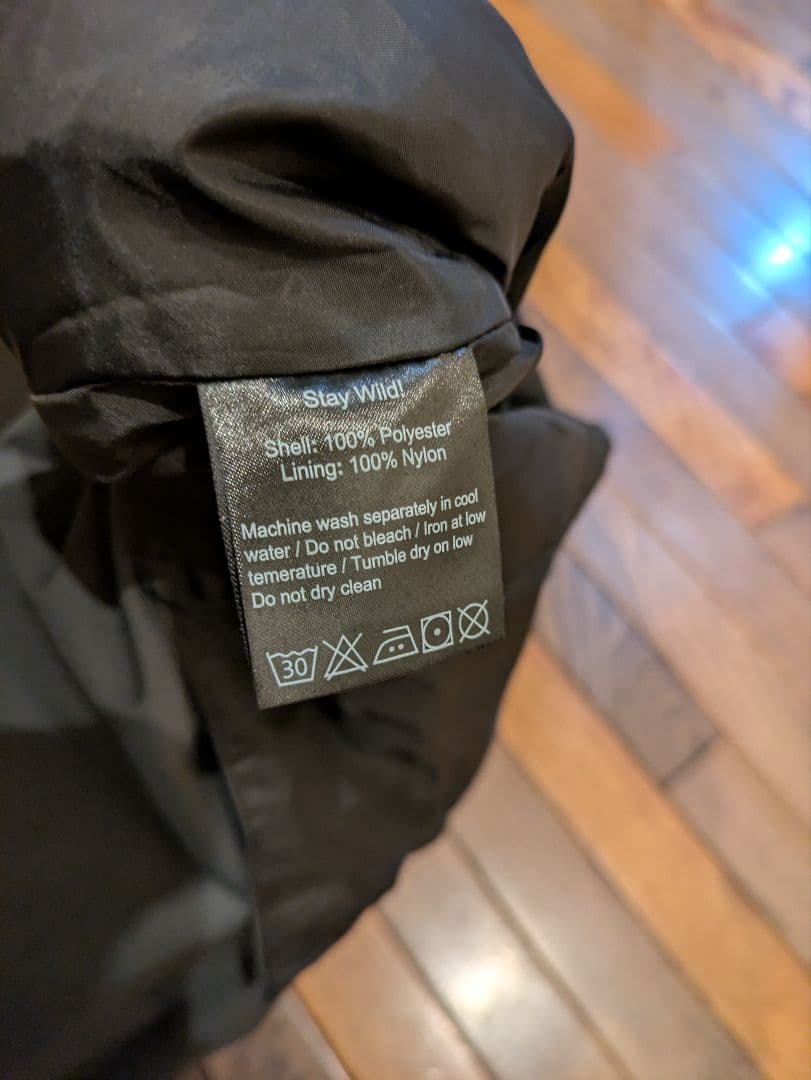 Stay Wild!
Shell: 100% Polyester
Lining: 100% Nylon
Machine wash separately in cool
water / Do not bleach / Iron at low
temerature / Tumble dry on low
Do not dry clean
30